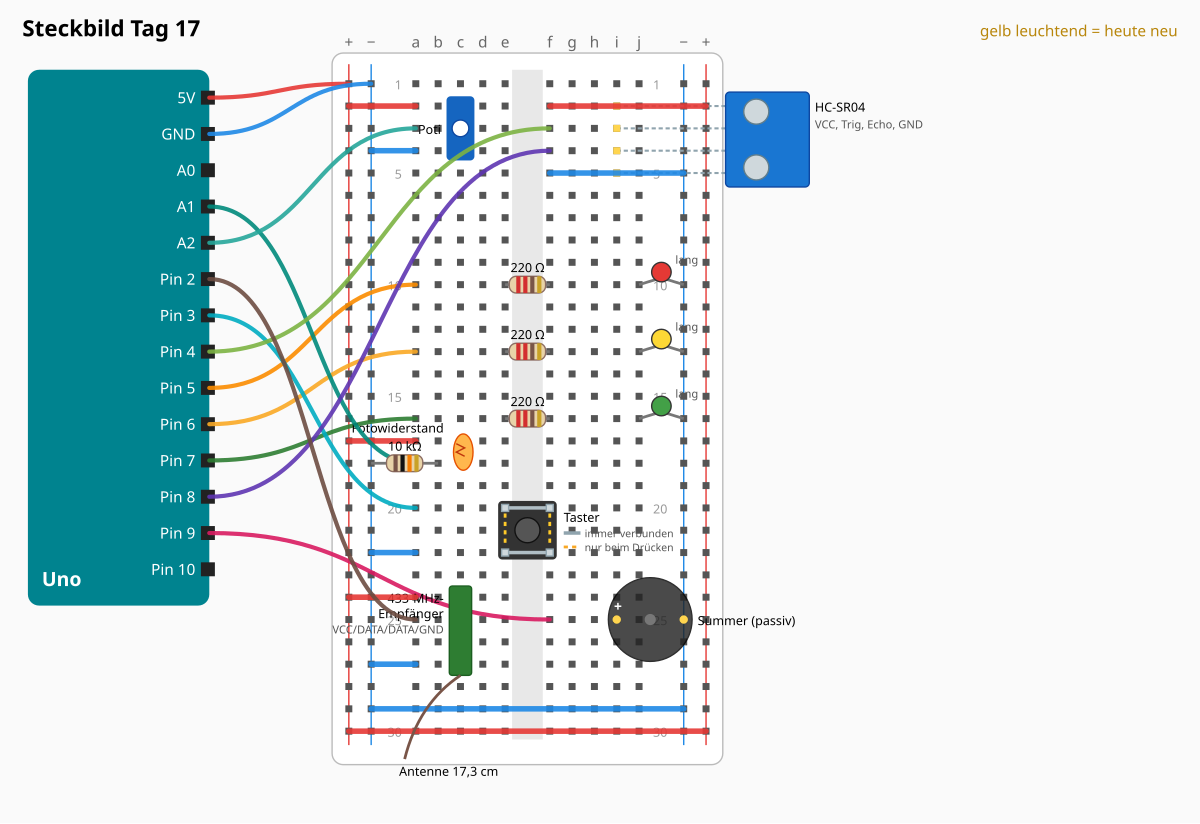 Steckbild Tag 17
gelb leuchtend = heute neu
+ − a b c d e f g h i j − +
1 1
5V
HC-SR04
VCC, Trig, Echo, GND
GND
Poti
A0
5 5
A1
A2
lang
220 Ω
Pin 2
10 10
Pin 3
lang
220 Ω
Pin 4
Pin 5
lang
15 15
220 Ω
Pin 6
Fotowiderstand
10 kΩ
Pin 7
Pin 8
20 20
Taster
immer verbunden
nur beim Drücken
Pin 9
Pin 10
Uno
433 MHz-
Empfänger
VCC/DATA/DATA/GND
+
25 25
Summer (passiv)
30 30
Antenne 17,3 cm